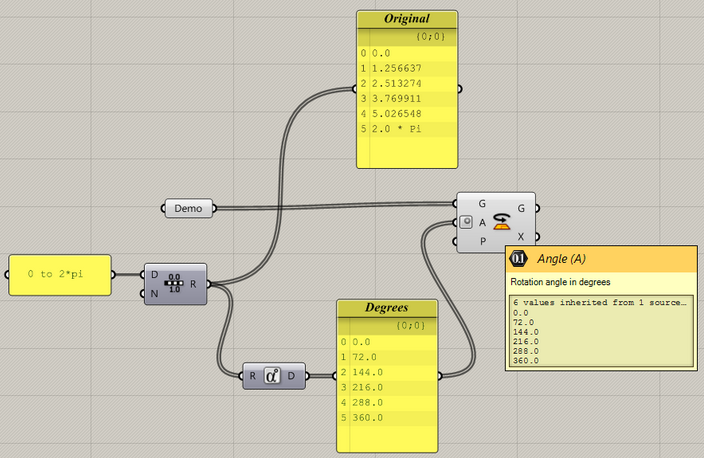 Original
{0;0}
0 0.0
1 1.256637
2 2.513274
3 3.769911
4 5.026548
5 2.0 * Pi
Demo
G
A
P
G
X
0 to 2*pi
D
N
0.0
1.0
R
0.1 Angle (A)
Rotation angle in degrees
6 values inherited from 1 source...
0.0
72.0
144.0
216.0
288.0
360.0
Degrees
{0;0}
0 0.0
1 72.0
2 144.0
3 216.0
4 288.0
5 360.0
R α° D